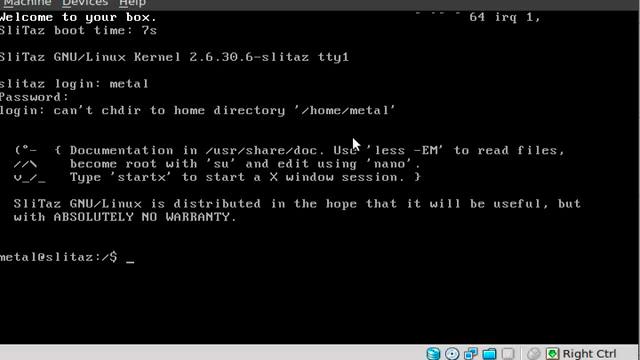 Machine Devices Help
Welcome to your box. 64 irq 1,
SliTaz boot time: 7s
SliTaz GNU/Linux Kernel 2.6.30.6-slitaz tty1
slitaz login: metal
Password:
login: can't chdir to home directory '/home/metal'
(°- { Documentation in /usr/share/doc. Use 'less -EM' to read files,
//\ become root with 'su' and edit using 'nano'.
v_/_ Type 'startx' to start a X window session. }
SliTaz GNU/Linux is distributed in the hope that it will be useful, but
with ABSOLUTELY NO WARRANTY.
metal@slitaz:/$ _
Right Ctrl